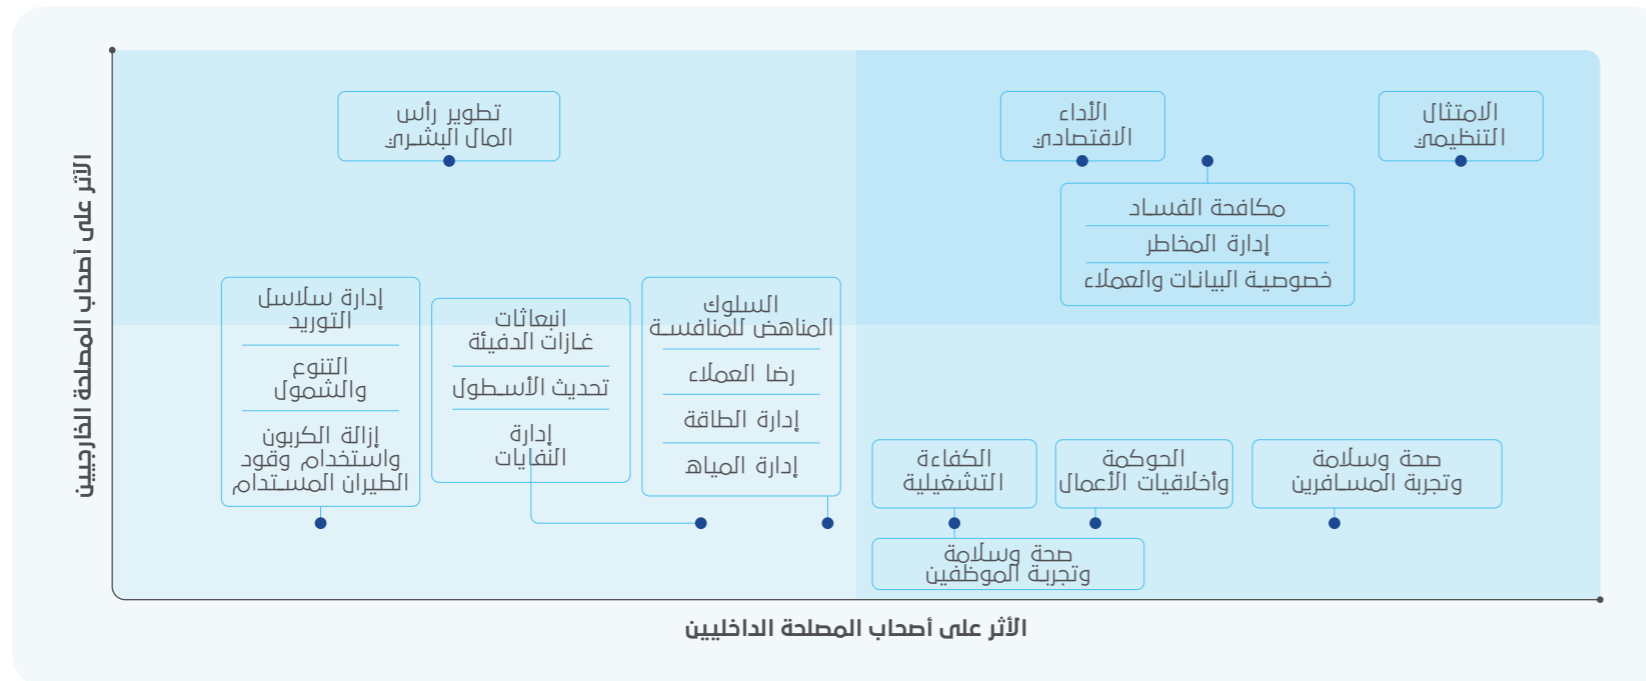 الأثر على أصحاب المصلحة الخارجيين
الامتثال
التنظيمي
الأداء
الاقتصادي
تطوير رأس
المال البشري
مكافحة الفساد
إدارة المخاطر
خصوصية البيانات والعملاء
السلوك
المناهض للمنافسة
رضا العملاء
إدارة الطاقة
إدارة المياه
انبعاثات
غازات الدفيئة
تحديث الأسطول
إدارة
النفايات
إدارة سلاسل
التوريد
التنوع
والشمول
إزالة الكربون
واستخدام وقود
الطيران المستدام
صحة وسلامة
وتجربة المسافرين
الحوكمة
وأخلاقيات الأعمال
الكفاءة
التشغيلية
صحة وسلامة
وتجربة الموظفين
الأثر على أصحاب المصلحة الداخليين